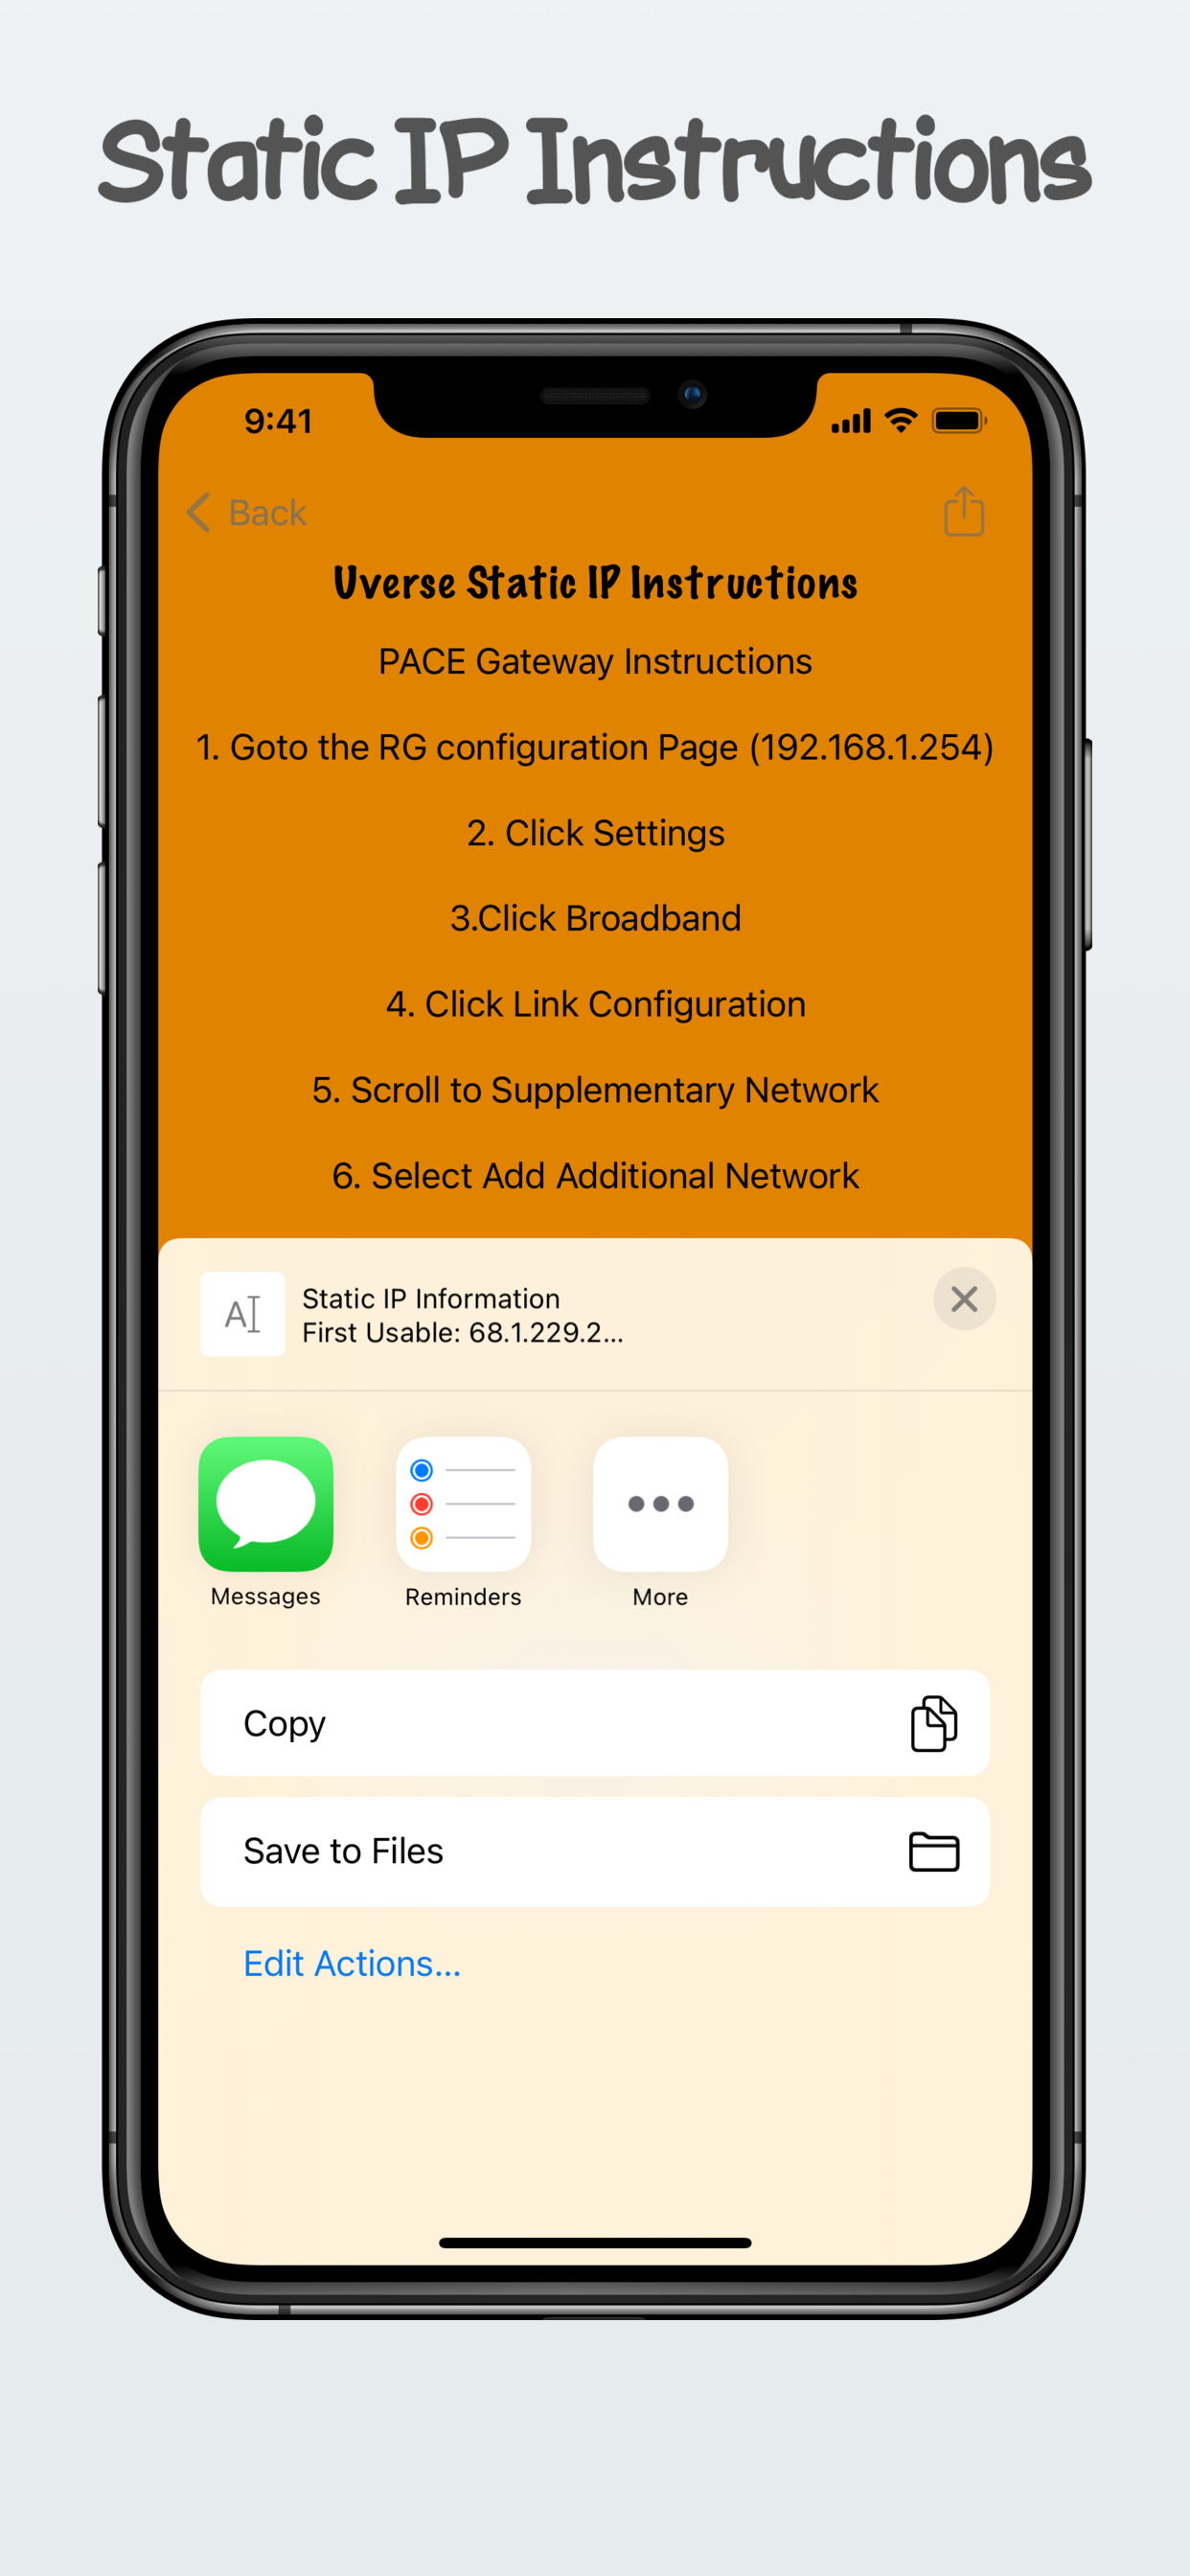 Static IP Instructions
9:41
Back
Uverse Static IP Instructions
PACE Gateway Instructions
1. Goto the RG configuration Page (192.168.1.254)
2. Click Settings
3.Click Broadband
4. Click Link Configuration
5. Scroll to Supplementary Network
6. Select Add Additional Network
A
Static IP Information
First Usable: 68.1.229.2...
Messages
Reminders
More
Copy
Save to Files
Edit Actions...